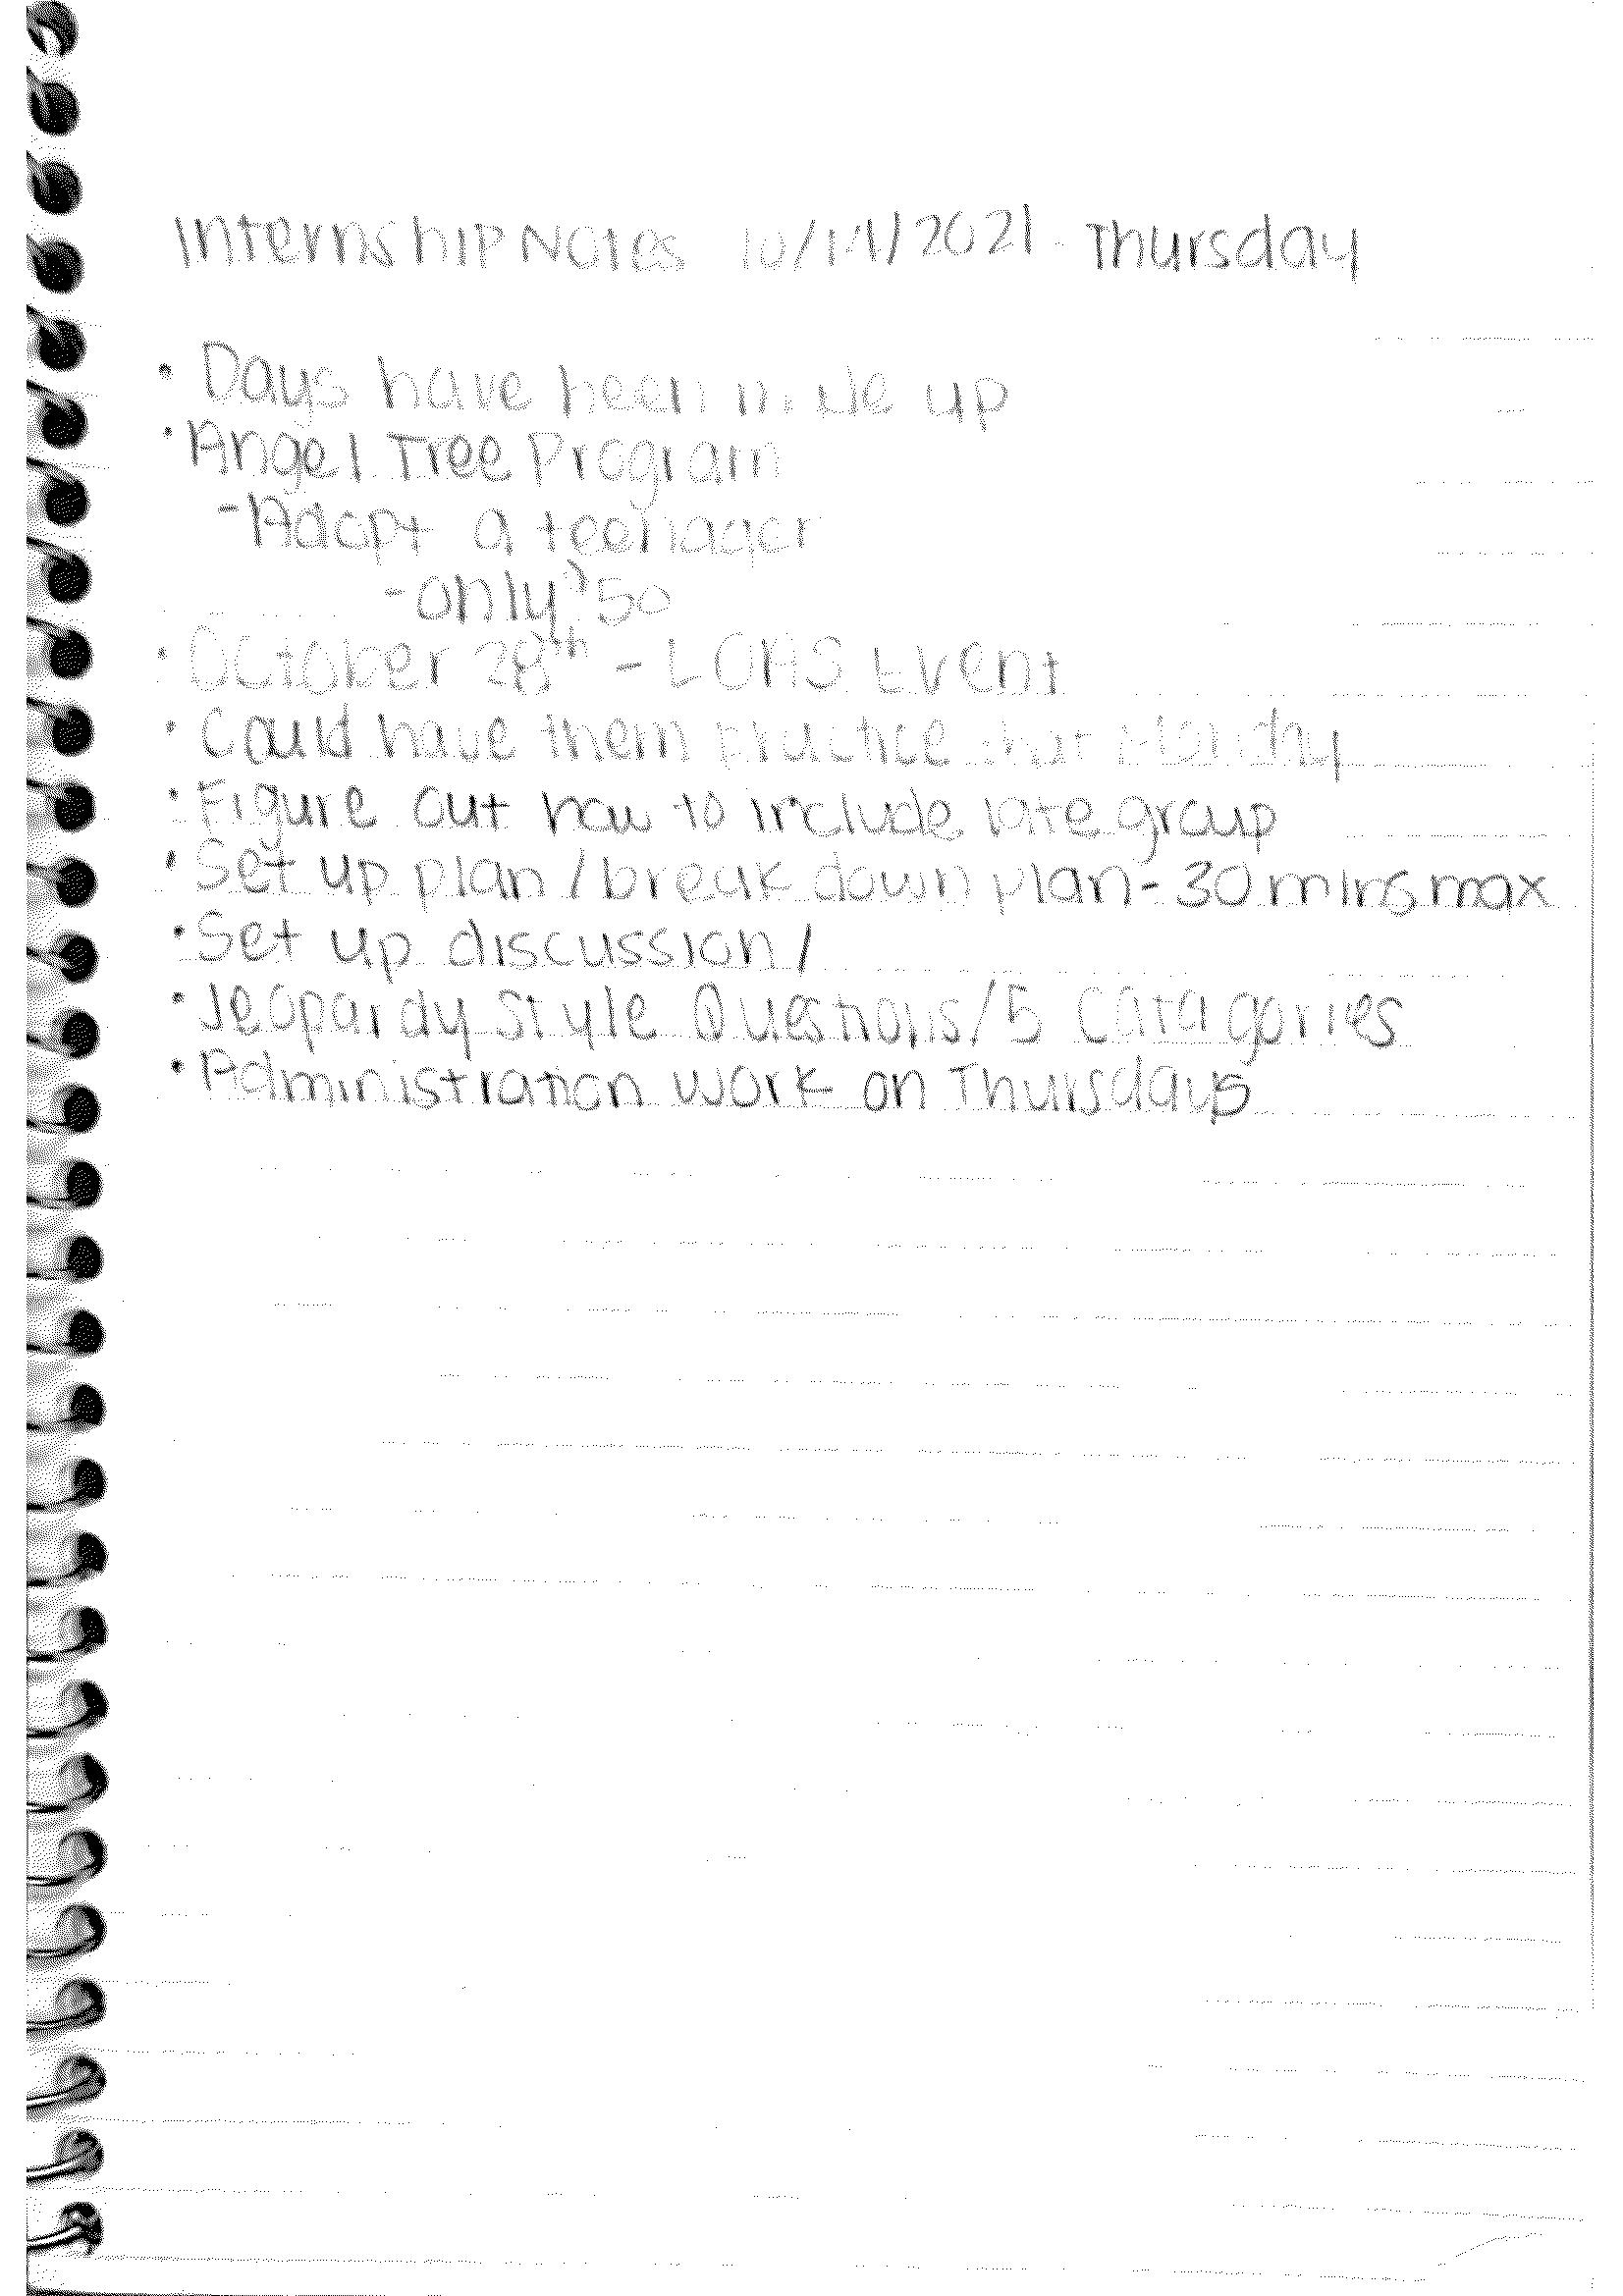 Internship Notes 10/14/2021 - Thursday
• Days have been made up
• Angel Tree Program
- Adopt a teenager
- only $50
• October 28th - LOHS Event
• Could have them practice that Monday
• Figure out how to include late group
• Set up plan / break down plan - 30 mins max
• Set up discussion /
• Jeopardy Style Questions / 5 Catagories
• Administration work on Thursdays